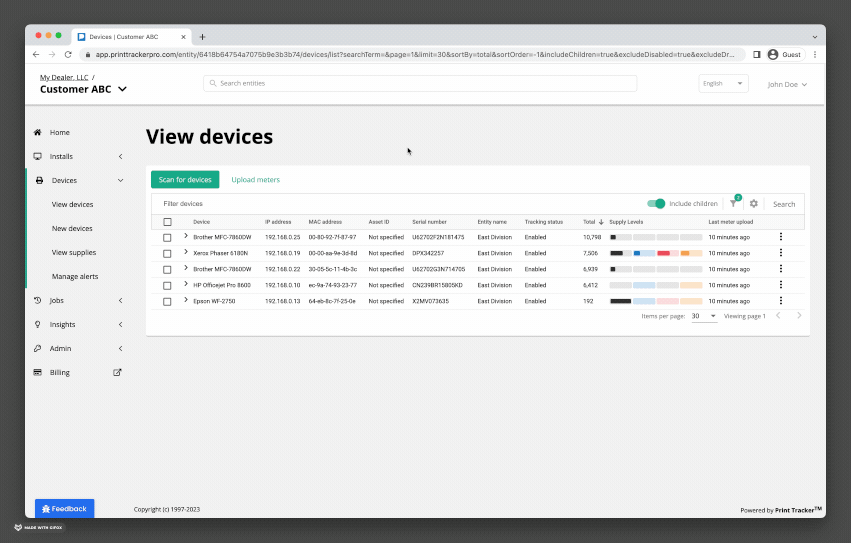 Devices | Customer ABC
app.printtrackerpro.com/entity/6418b64754a7075b9e3b3b74/devices/list?searchTerm=&page=1&limit=30&sortBy=total&sortOrder=-1&includeChildren=true&excludeDisabled=true&excludeDr...
Guest
My Dealer, LLC /
Customer ABC
Search entities
English
John Doe
Home
Installs
Devices
View devices
New devices
View supplies
Manage alerts
Jobs
Insights
Admin
Billing
View devices
Scan for devices Upload meters
Filter devices Include children Search
Device IP address MAC address Asset ID Serial number Entity name Tracking status Total Supply Levels Last meter upload
Brother MFC-7860DW 192.168.0.25 00-80-92-7f-87-97 Not specified U62702F2N181475 East Division Enabled 10,798 10 minutes ago
Xerox Phaser 6180N 192.168.0.19 00-00-aa-9e-3d-8d Not specified DPX342257 East Division Enabled 7,506 10 minutes ago
Brother MFC-7860DW 192.168.0.22 30-05-5c-11-4b-3c Not specified U62702G3N714705 East Division Enabled 6,939 10 minutes ago
HP Officejet Pro 8600 192.168.0.10 ec-9a-74-93-23-77 Not specified CN239BR15805KD East Division Enabled 6,412 10 minutes ago
Epson WF-2750 192.168.0.13 64-eb-8c-7f-25-0e Not specified X2MV073635 East Division Enabled 192 10 minutes ago
Items per page: 30 Viewing page 1
Feedback
Copyright (c) 1997-2023
Powered by Print Tracker™
MADE WITH GIFOX